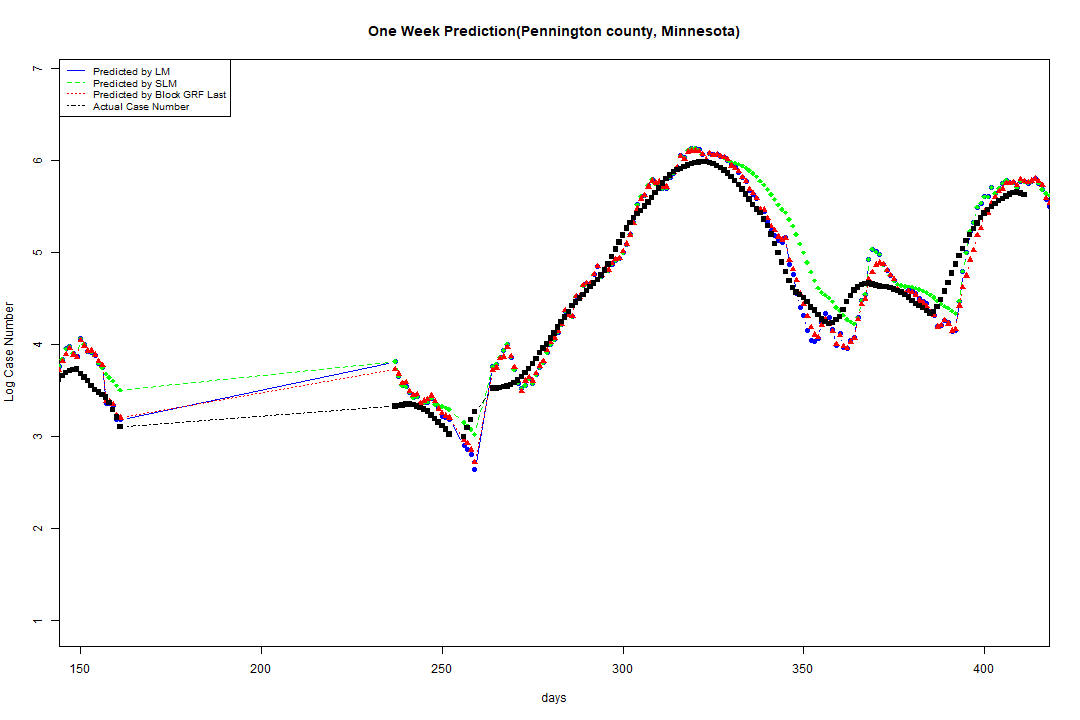 One Week Prediction(Pennington county, Minnesota)
Predicted by LM
Predicted by SLM
Predicted by Block GRF Last
Actual Case Number
7
6
5
4
3
2
1
Log Case Number
150 200 250 300 350 400
days